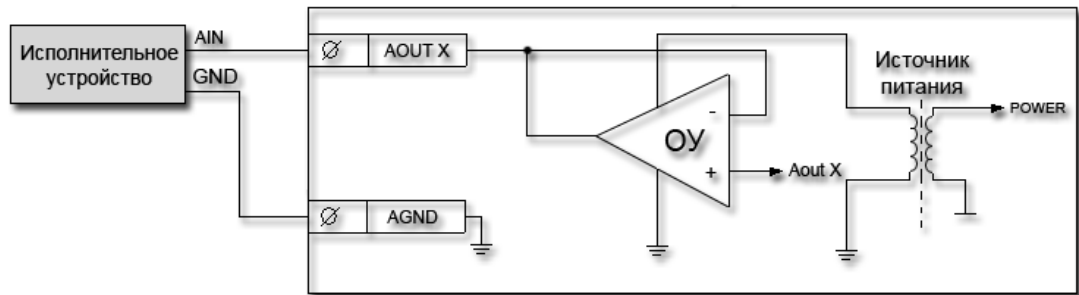 Исполнительное
устройство
AIN
GND
AOUT X
AGND
ОУ
-
+
Aout X
Источник
питания
POWER